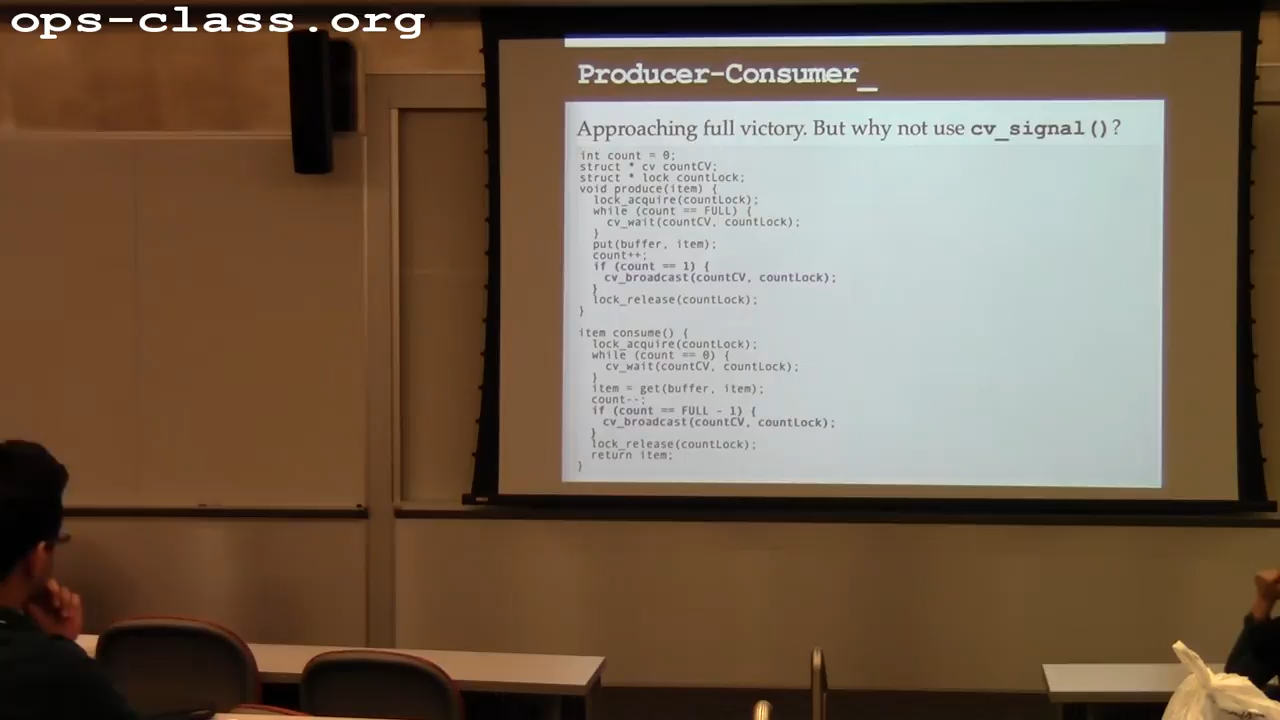 ops-class.org
Producer-Consumer_
Approaching full victory. But why not use cv_signal()?
int count = 0;
struct * cv countCV;
struct * lock countLock;
void produce(item) {
lock_acquire(countLock);
while (count == FULL) {
cv_wait(countCV, countLock);
}
put(buffer, item);
count++;
if (count == 1) {
cv_broadcast(countCV, countLock);
}
lock_release(countLock);
}
item consume() {
lock_acquire(countLock);
while (count == 0) {
cv_wait(countCV, countLock);
}
item = get(buffer, item);
count--;
if (count == FULL - 1) {
cv_broadcast(countCV, countLock);
}
lock_release(countLock);
return item;
}